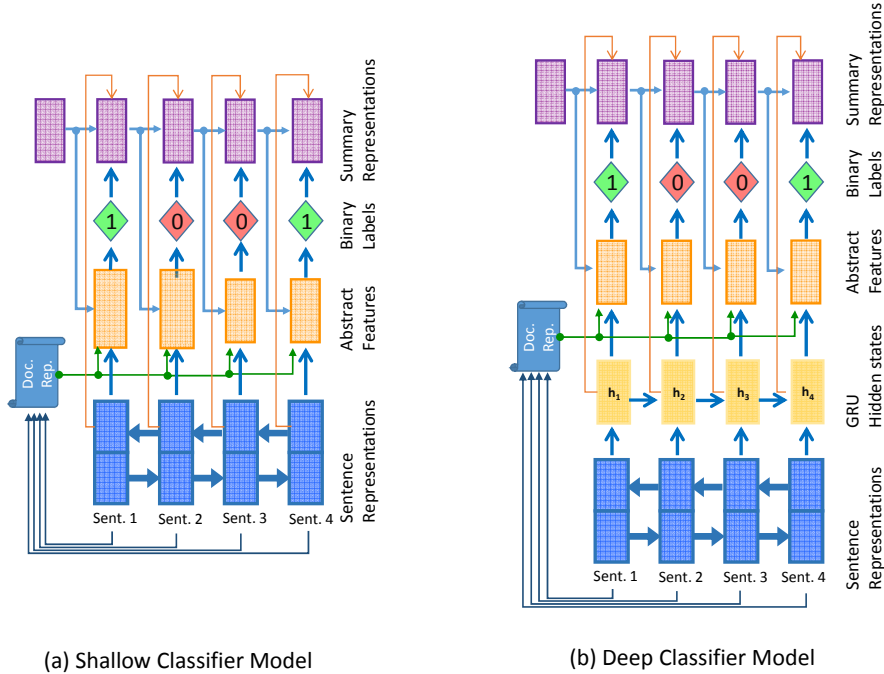 Summary
Representations
1
0
0
1
Binary
Labels
Abstract
Features
Doc.
Rep.
Sentence
Representations
Sent. 1 Sent. 2 Sent. 3 Sent. 4
(a) Shallow Classifier Model
Summary
Representations
1
0
0
1
Binary
Labels
Abstract
Features
Doc.
Rep.
h1
h2
h3
h4
GRU
Hidden states
Sentence
Representations
Sent. 1 Sent. 2 Sent. 3 Sent. 4
(b) Deep Classifier Model